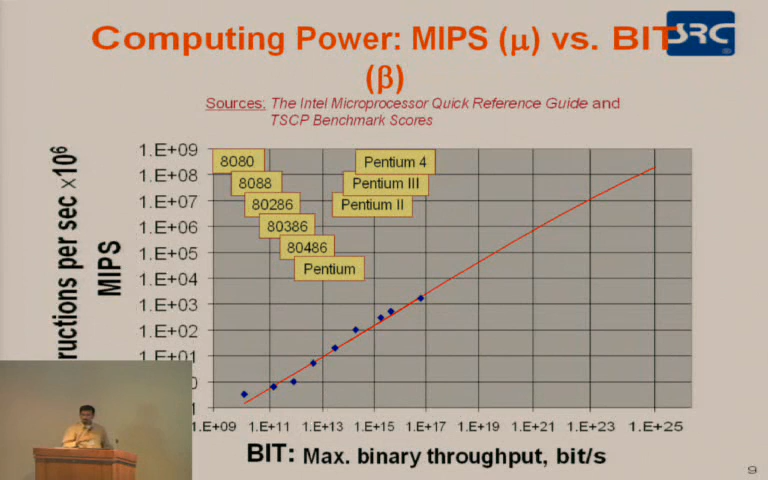 Computing Power: MIPS (μ) vs. BIT
(β)
SRC
Sources: The Intel Microprocessor Quick Reference Guide and
TSCP Benchmark Scores
ructions per sec ×10⁶
MIPS
1.E+09
1.E+08
1.E+07
1.E+06
1.E+05
1.E+04
1.E+03
1.E+02
1.E+01
8080
8088
80286
80386
80486
Pentium
Pentium 4
Pentium III
Pentium II
1.E+09 1.E+11 1.E+13 1.E+15 1.E+17 1.E+19 1.E+21 1.E+23 1.E+25
BIT: Max. binary throughput, bit/s
9